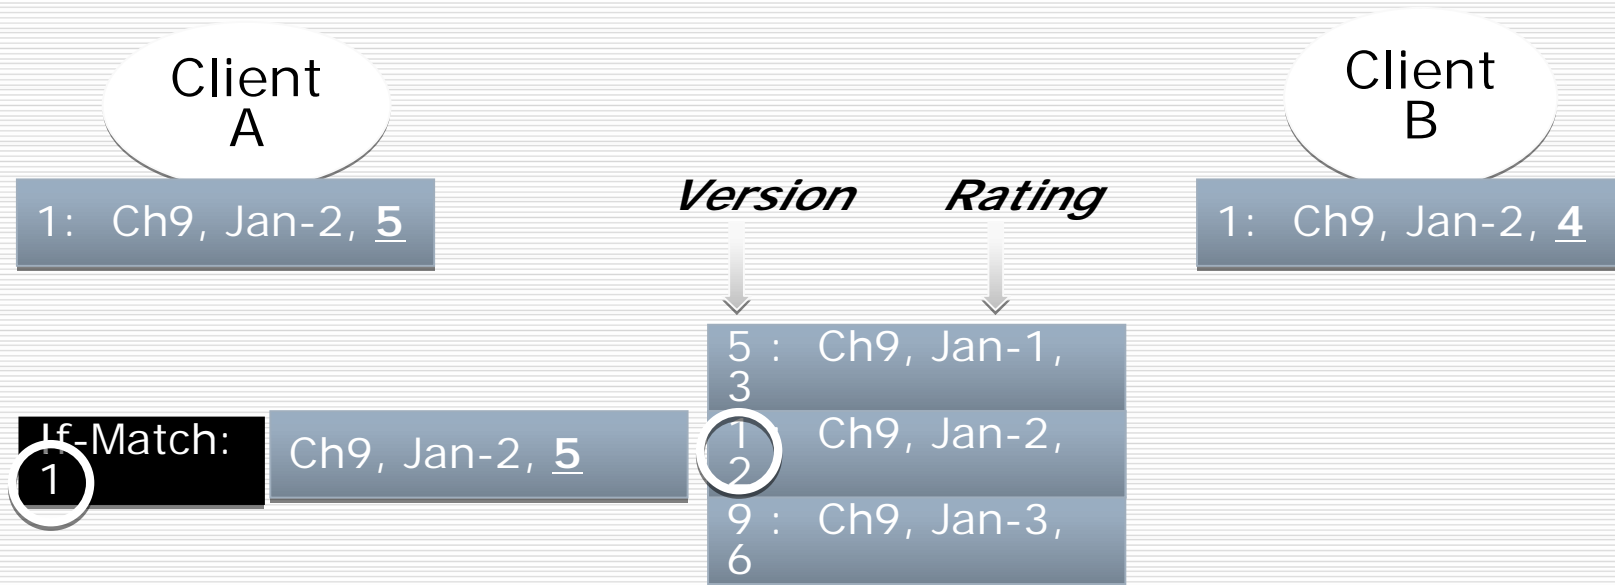 Client
A
Client
B
Version Rating
1: Ch9, Jan-2, 5
1: Ch9, Jan-2, 4
5 : Ch9, Jan-1,
3
If-Match:
1
Ch9, Jan-2, 5
1 : Ch9, Jan-2,
2
9 : Ch9, Jan-3,
6